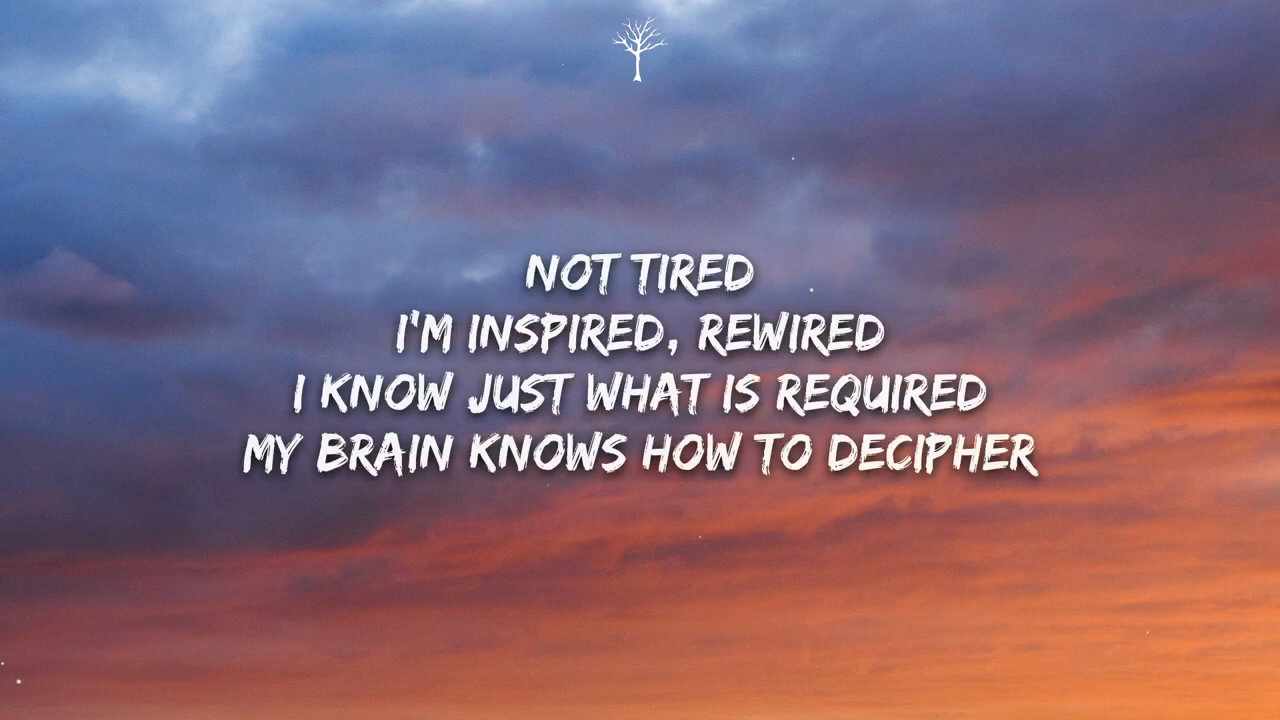 NOT TIRED
I'M INSPIRED, REWIRED
I KNOW JUST WHAT IS REQUIRED
MY BRAIN KNOWS HOW TO DECIPHER